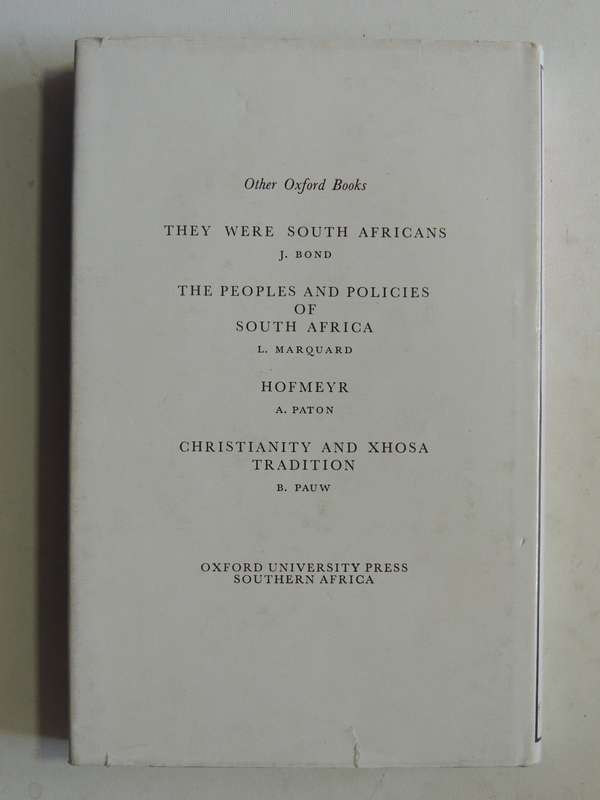 Other Oxford Books
THEY WERE SOUTH AFRICANS
J. BOND
THE PEOPLES AND POLICIES
OF
SOUTH AFRICA
L. MARQUARD
HOFMEYR
A. PATON
CHRISTIANITY AND XHOSA
TRADITION
B. PAUW
OXFORD UNIVERSITY PRESS
SOUTHERN AFRICA